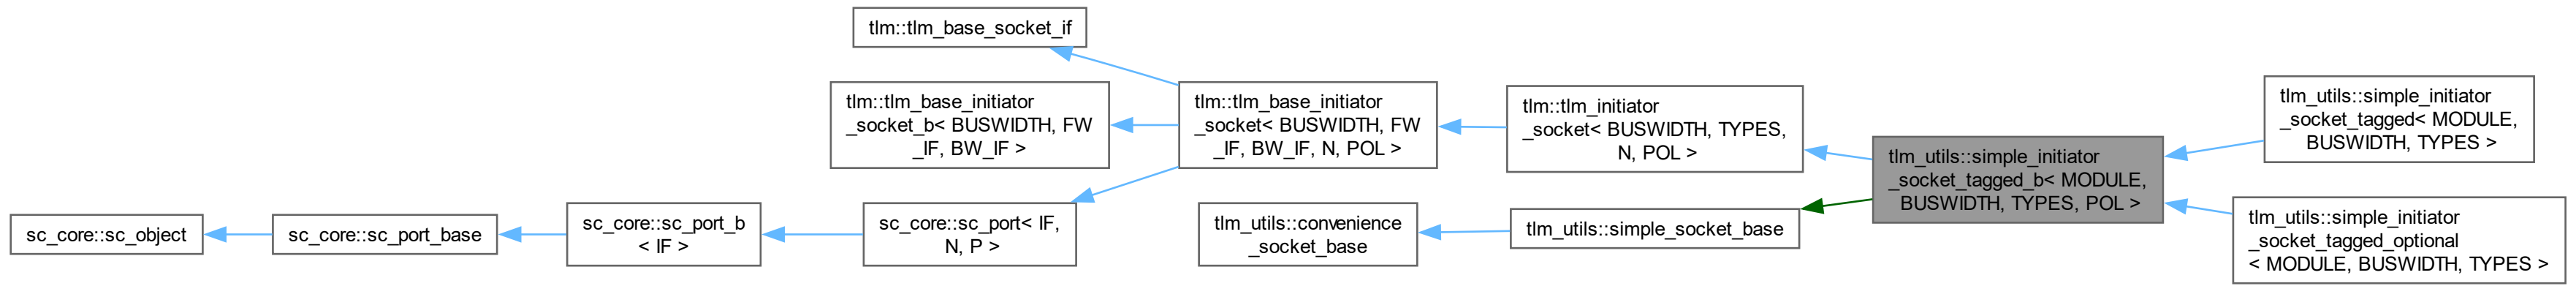 sc_core::sc_object
sc_core::sc_port_base
sc_core::sc_port_b
< IF >
tlm::tlm_base_socket_if
tlm::tlm_base_initiator
_socket_b< BUSWIDTH, FW
_IF, BW_IF >
sc_core::sc_port< IF,
N, P >
tlm::tlm_base_initiator
_socket< BUSWIDTH, FW
_IF, BW_IF, N, POL >
tlm_utils::convenience
_socket_base
tlm::tlm_initiator
_socket< BUSWIDTH, TYPES,
N, POL >
tlm_utils::simple_socket_base
tlm_utils::simple_initiator
_socket_tagged_b< MODULE,
BUSWIDTH, TYPES, POL >
tlm_utils::simple_initiator
_socket_tagged< MODULE,
BUSWIDTH, TYPES >
tlm_utils::simple_initiator
_socket_tagged_optional
< MODULE, BUSWIDTH, TYPES >